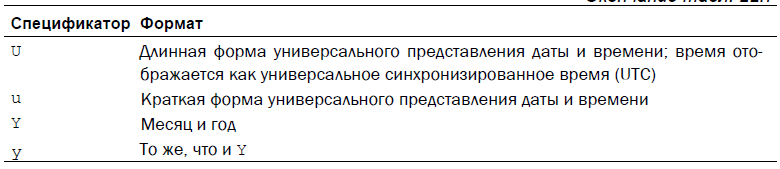 Спецификатор Формат
U Длинная форма универсального представления даты и времени; время ото-
бражается как универсальное синхронизированное время (UTC)
u Краткая форма универсального представления даты и времени
Y Месяц и год
y То же, что и Y